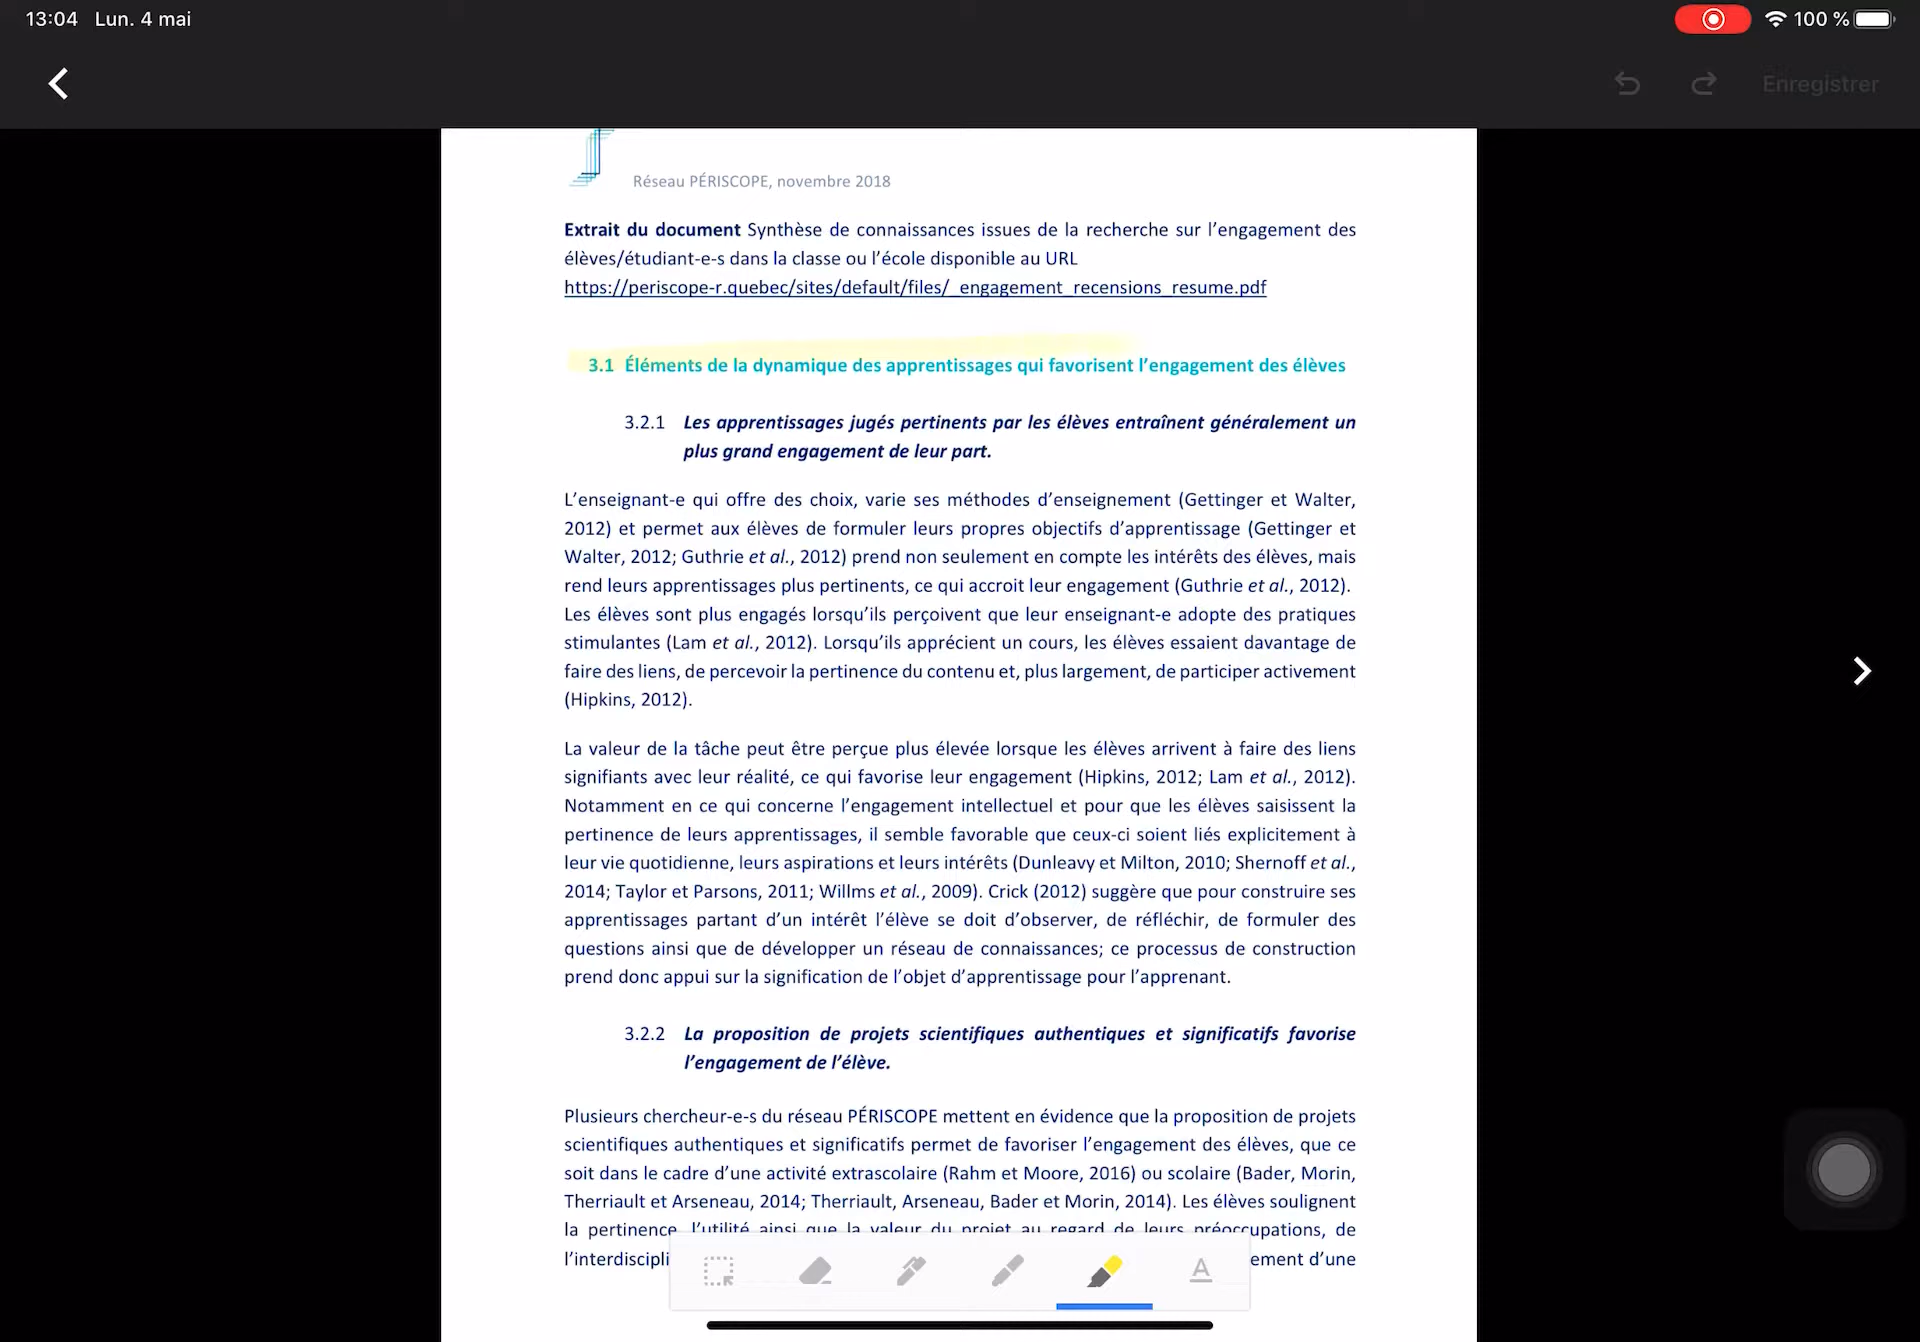 13:04 Lun. 4 mai
100 %
Enregistrer
Réseau PÉRISCOPE, novembre 2018
Extrait du document Synthèse de connaissances issues de la recherche sur l’engagement des
élèves/étudiant-e-s dans la classe ou l’école disponible au URL
https://periscope-r.quebec/sites/default/files/_engagement_recensions_resume.pdf
3.1 Éléments de la dynamique des apprentissages qui favorisent l’engagement des élèves
3.2.1 Les apprentissages jugés pertinents par les élèves entraînent généralement un
plus grand engagement de leur part.
L’enseignant-e qui offre des choix, varie ses méthodes d’enseignement (Gettinger et Walter,
2012) et permet aux élèves de formuler leurs propres objectifs d’apprentissage (Gettinger et
Walter, 2012; Guthrie et al., 2012) prend non seulement en compte les intérêts des élèves, mais
rend leurs apprentissages plus pertinents, ce qui accroit leur engagement (Guthrie et al., 2012).
Les élèves sont plus engagés lorsqu’ils perçoivent que leur enseignant-e adopte des pratiques
stimulantes (Lam et al., 2012). Lorsqu’ils apprécient un cours, les élèves essaient davantage de
faire des liens, de percevoir la pertinence du contenu et, plus largement, de participer activement
(Hipkins, 2012).
La valeur de la tâche peut être perçue plus élevée lorsque les élèves arrivent à faire des liens
signifiants avec leur réalité, ce qui favorise leur engagement (Hipkins, 2012; Lam et al., 2012).
Notamment en ce qui concerne l’engagement intellectuel et pour que les élèves saisissent la
pertinence de leurs apprentissages, il semble favorable que ceux-ci soient liés explicitement à
leur vie quotidienne, leurs aspirations et leurs intérêts (Dunleavy et Milton, 2010; Shernoff et al.,
2014; Taylor et Parsons, 2011; Willms et al., 2009). Crick (2012) suggère que pour construire ses
apprentissages partant d’un intérêt l’élève se doit d’observer, de réfléchir, de formuler des
questions ainsi que de développer un réseau de connaissances; ce processus de construction
prend donc appui sur la signification de l’objet d’apprentissage pour l’apprenant.
3.2.2 La proposition de projets scientifiques authentiques et significatifs favorise
l’engagement de l’élève.
Plusieurs chercheur-e-s du réseau PÉRISCOPE mettent en évidence que la proposition de projets
scientifiques authentiques et significatifs permet de favoriser l’engagement des élèves, que ce
soit dans le cadre d’une activité extrascolaire (Rahm et Moore, 2016) ou scolaire (Bader, Morin,
Therriault et Arseneau, 2014; Therriault, Arseneau, Bader et Morin, 2014). Les élèves soulignent
la pertinence, l’utilité ainsi que la valeur du projet au regard de leurs préoccupations, de
l’interdiscipli ement d’une
A